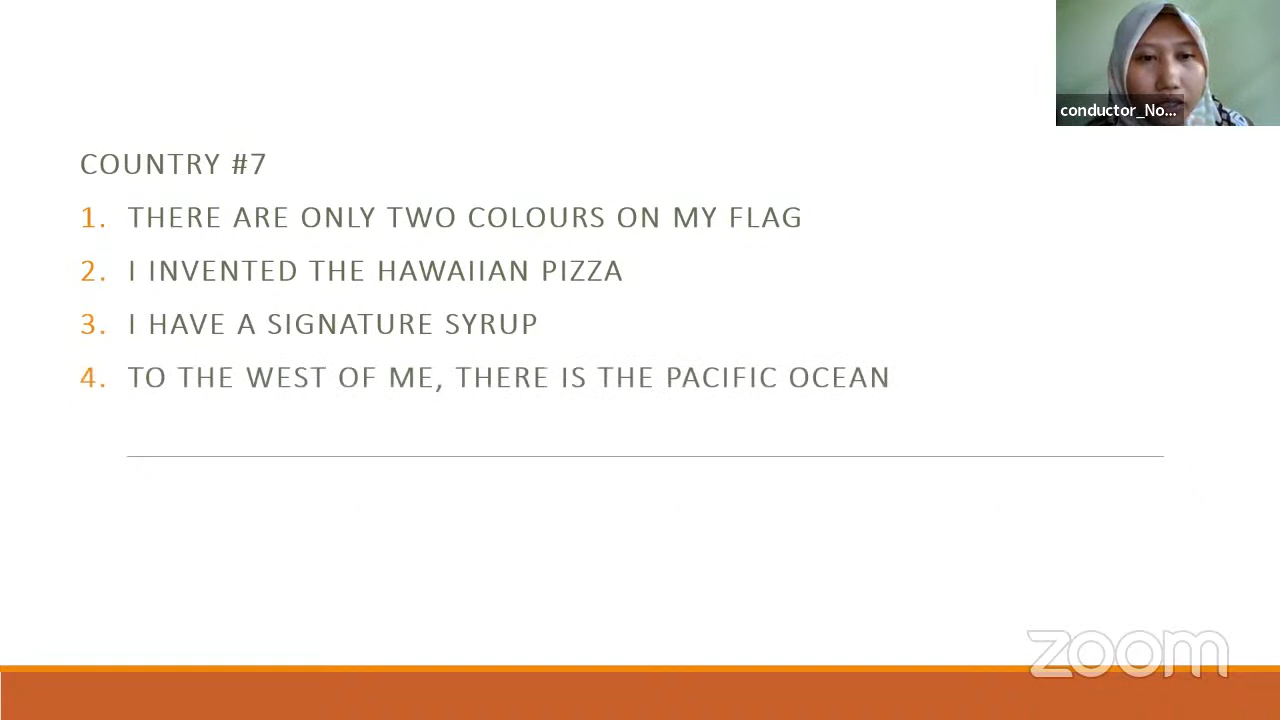 conductor_No...
COUNTRY #7
1. THERE ARE ONLY TWO COLOURS ON MY FLAG
2. I INVENTED THE HAWAIIAN PIZZA
3. I HAVE A SIGNATURE SYRUP
4. TO THE WEST OF ME, THERE IS THE PACIFIC OCEAN
zoom